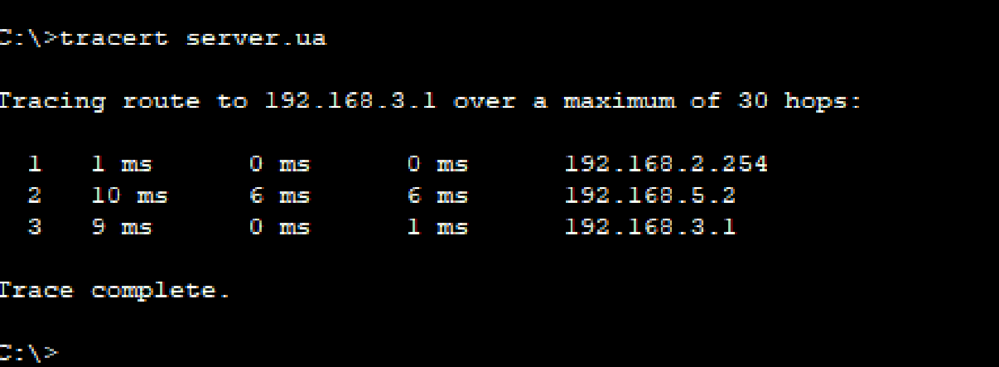 C:\>tracert server.ua
Tracing route to 192.168.3.1 over a maximum of 30 hops:
1 1 ms 0 ms 0 ms 192.168.2.254
2 10 ms 6 ms 6 ms 192.168.5.2
3 9 ms 0 ms 1 ms 192.168.3.1
Trace complete.
C:\>